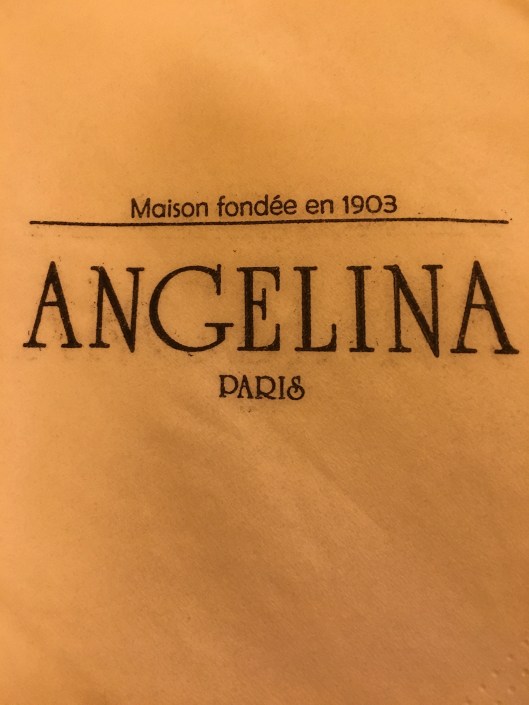 Maison fondée en 1903
ANGELINA
PARIS